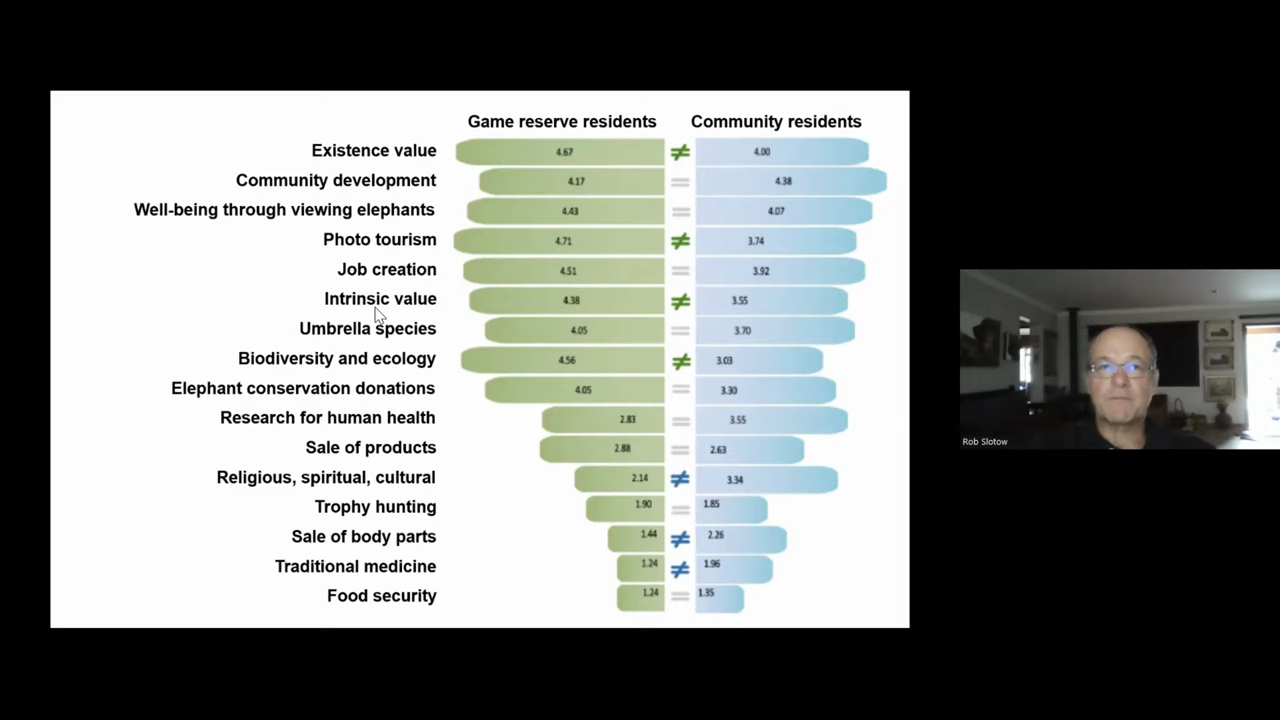 Game reserve residents Community residents
Existence value 4.67 ≠ 4.00
Community development 4.17 = 4.38
Well-being through viewing elephants 4.43 = 4.07
Photo tourism 4.71 ≠ 3.74
Job creation 4.51 = 3.92
Intrinsic value 4.38 ≠ 3.55
Umbrella species 4.05 = 3.70
Biodiversity and ecology 4.56 ≠ 3.03
Elephant conservation donations 4.05 = 3.30
Research for human health 2.83 = 3.55
Sale of products 2.88 = 2.63
Religious, spiritual, cultural 2.14 ≠ 3.34
Trophy hunting 1.90 = 1.85
Sale of body parts 1.44 ≠ 2.26
Traditional medicine 1.24 ≠ 1.96
Food security 1.24 = 1.35
Rob Slotow